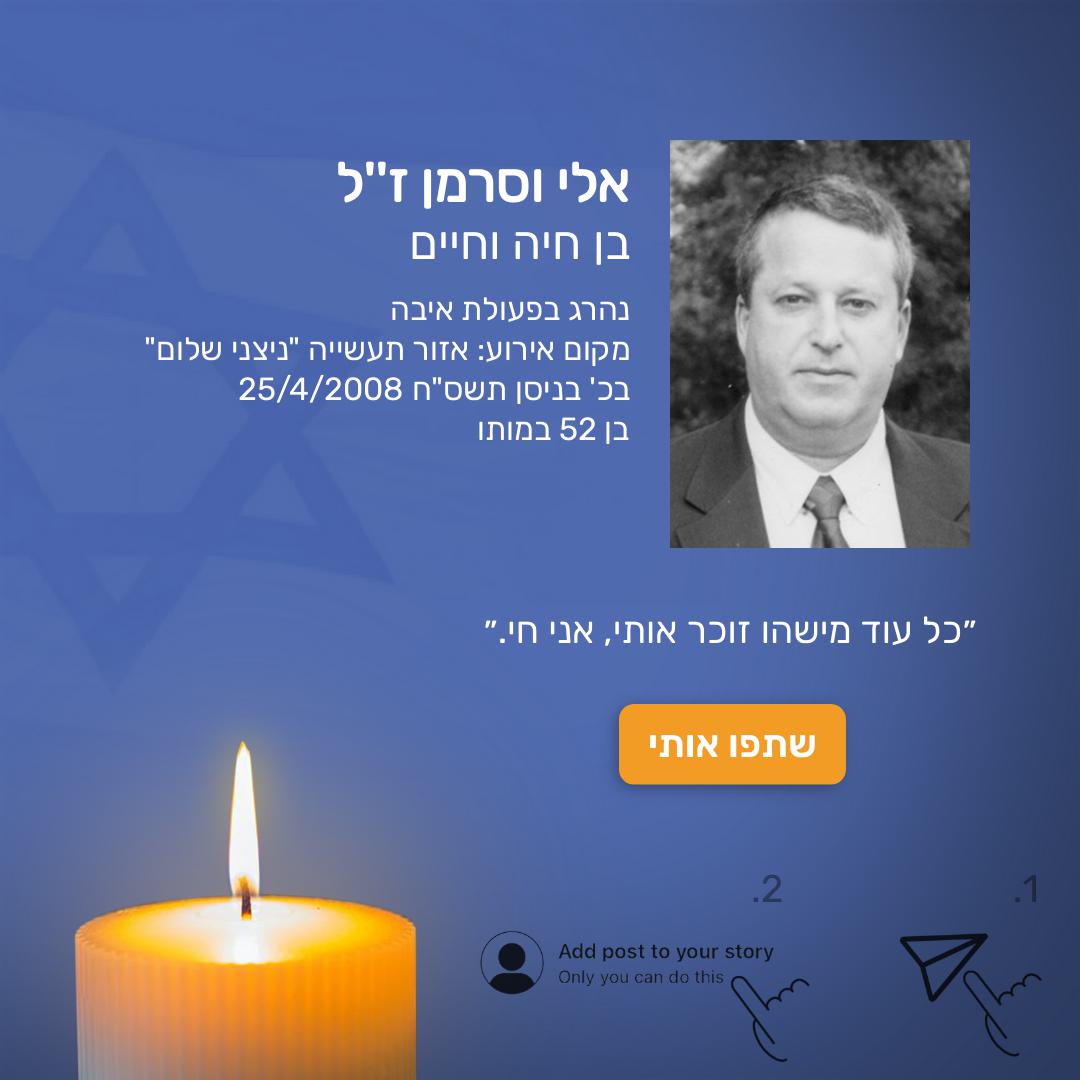 אלי וסרמן ז"ל
בן חיה וחיים
נהרג בפעולת איבה
מקום אירוע: אזור תעשייה "ניצני שלום"
בכ' בניסן תשס"ח 25/4/2008
בן 52 במותו
״כל עוד מישהו זוכר אותי, אני חי.״
שתפו אותי
.1
.2
Add post to your story
Only you can do this